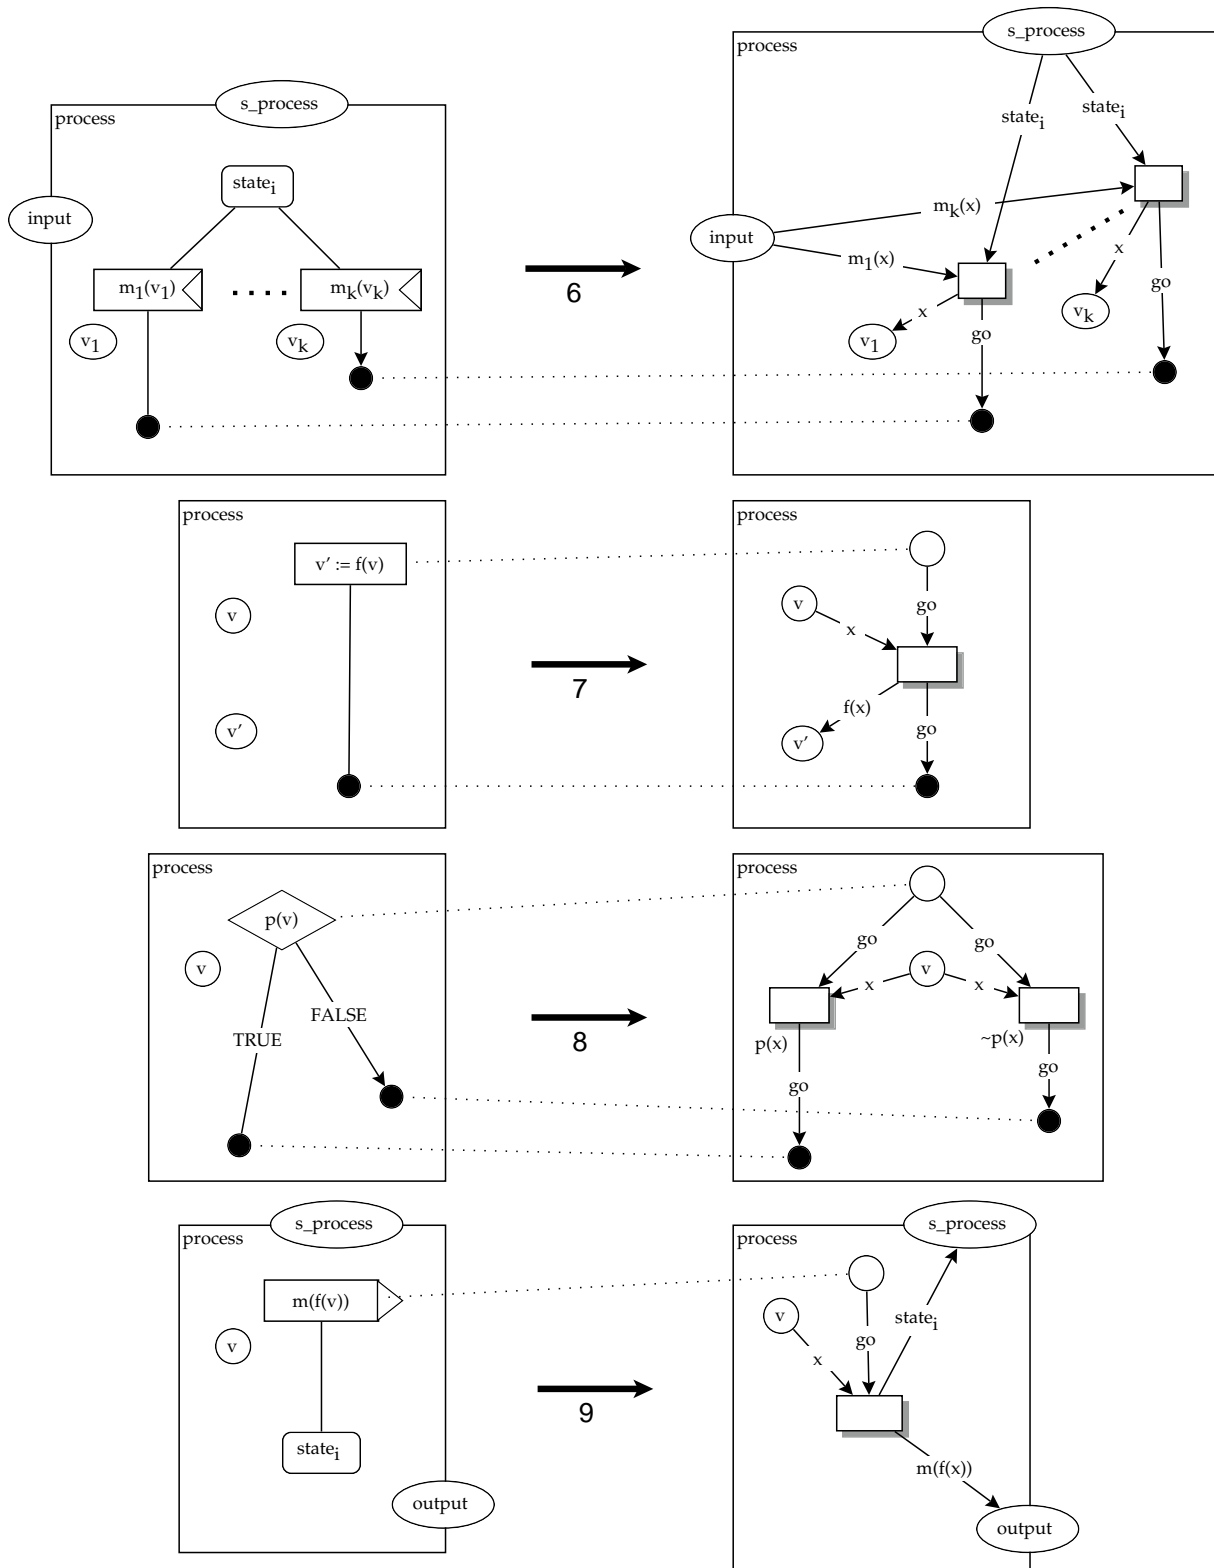 s_process
process
s_process
process
state_i
state_i
state_i
input
m_k(x)
input
m_1(x)
m_1(v_1)
m_k(v_k)
6
x
go
x
v_1
v_k
v_1
go
v_k
process
v' := f(v)
process
v
v
go
x
7
v'
f(x)
go
v'
process
p(v)
process
v
go
go
v
x
x
FALSE
TRUE
8
p(x)
~p(x)
go
go
s_process
process
s_process
process
m(f(v))
v
v
state_i
go
x
9
state_i
m(f(x))
output
output